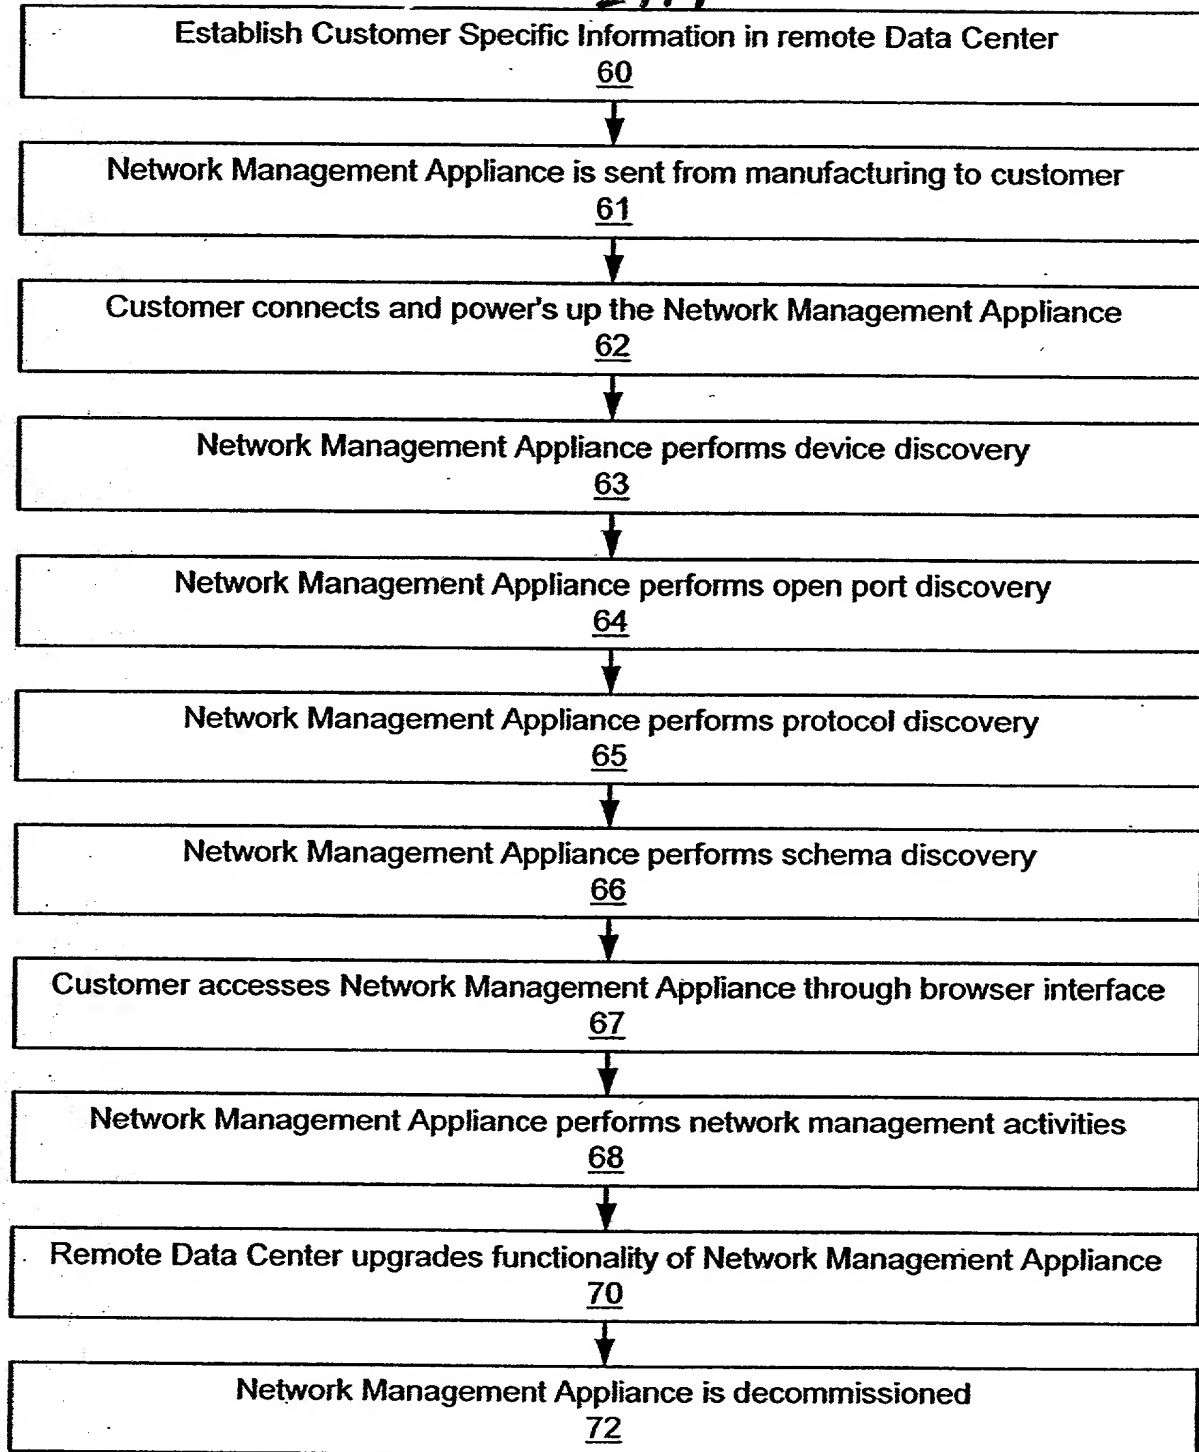 Establish Customer Specific Information in remote Data Center
60
Network Management Appliance is sent from manufacturing to customer
61
Customer connects and power's up the Network Management Appliance
62
Network Management Appliance performs device discovery
63
Network Management Appliance performs open port discovery
64
Network Management Appliance performs protocol discovery
65
Network Management Appliance performs schema discovery
66
Customer accesses Network Management Appliance through browser interface
67
Network Management Appliance performs network management activities
68
Remote Data Center upgrades functionality of Network Management Appliance
70
Network Management Appliance is decommissioned
72